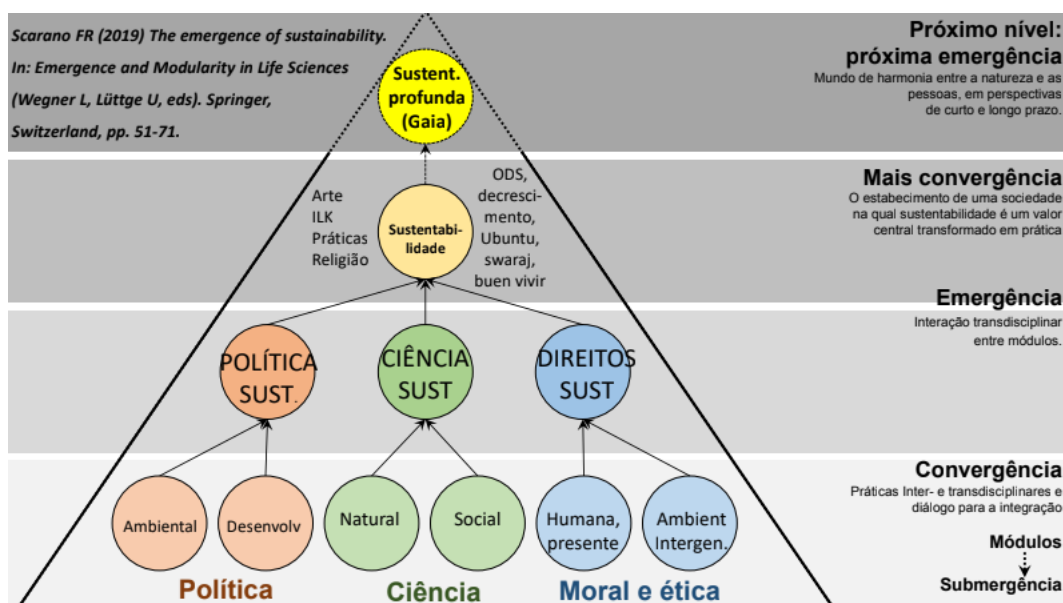 Scarano FR (2019) The emergence of sustainability.
In: Emergence and Modularity in Life Sciences
(Wegner L, Lüttge U, eds). Springer,
Switzerland, pp. 51-71.
Sustent.
profunda
(Gaia)
Próximo nível:
próxima emergência
Mundo de harmonia entre a natureza e as
pessoas, em perspectivas
de curto e longo prazo.
Arte
ILK
Práticas
Religião
Sustentabi-
lidade
ODS,
decresci-
mento,
Ubuntu,
swaraj,
buen vivir
Mais convergência
O estabecimento de uma sociedade
na qual sustentabilidade é um valor
central transformado em prática
POLÍTICA
SUST.
CIÊNCIA
SUST
DIREITOS
SUST
Emergência
Interação transdisciplinar
entre módulos.
Ambiental
Desenvolv
Natural
Social
Humana,
presente
Ambient
Intergen.
Convergência
Práticas Inter- e transdisciplinares e
diálogo para a integração
Política
Ciência
Moral e ética
Módulos
Submergência